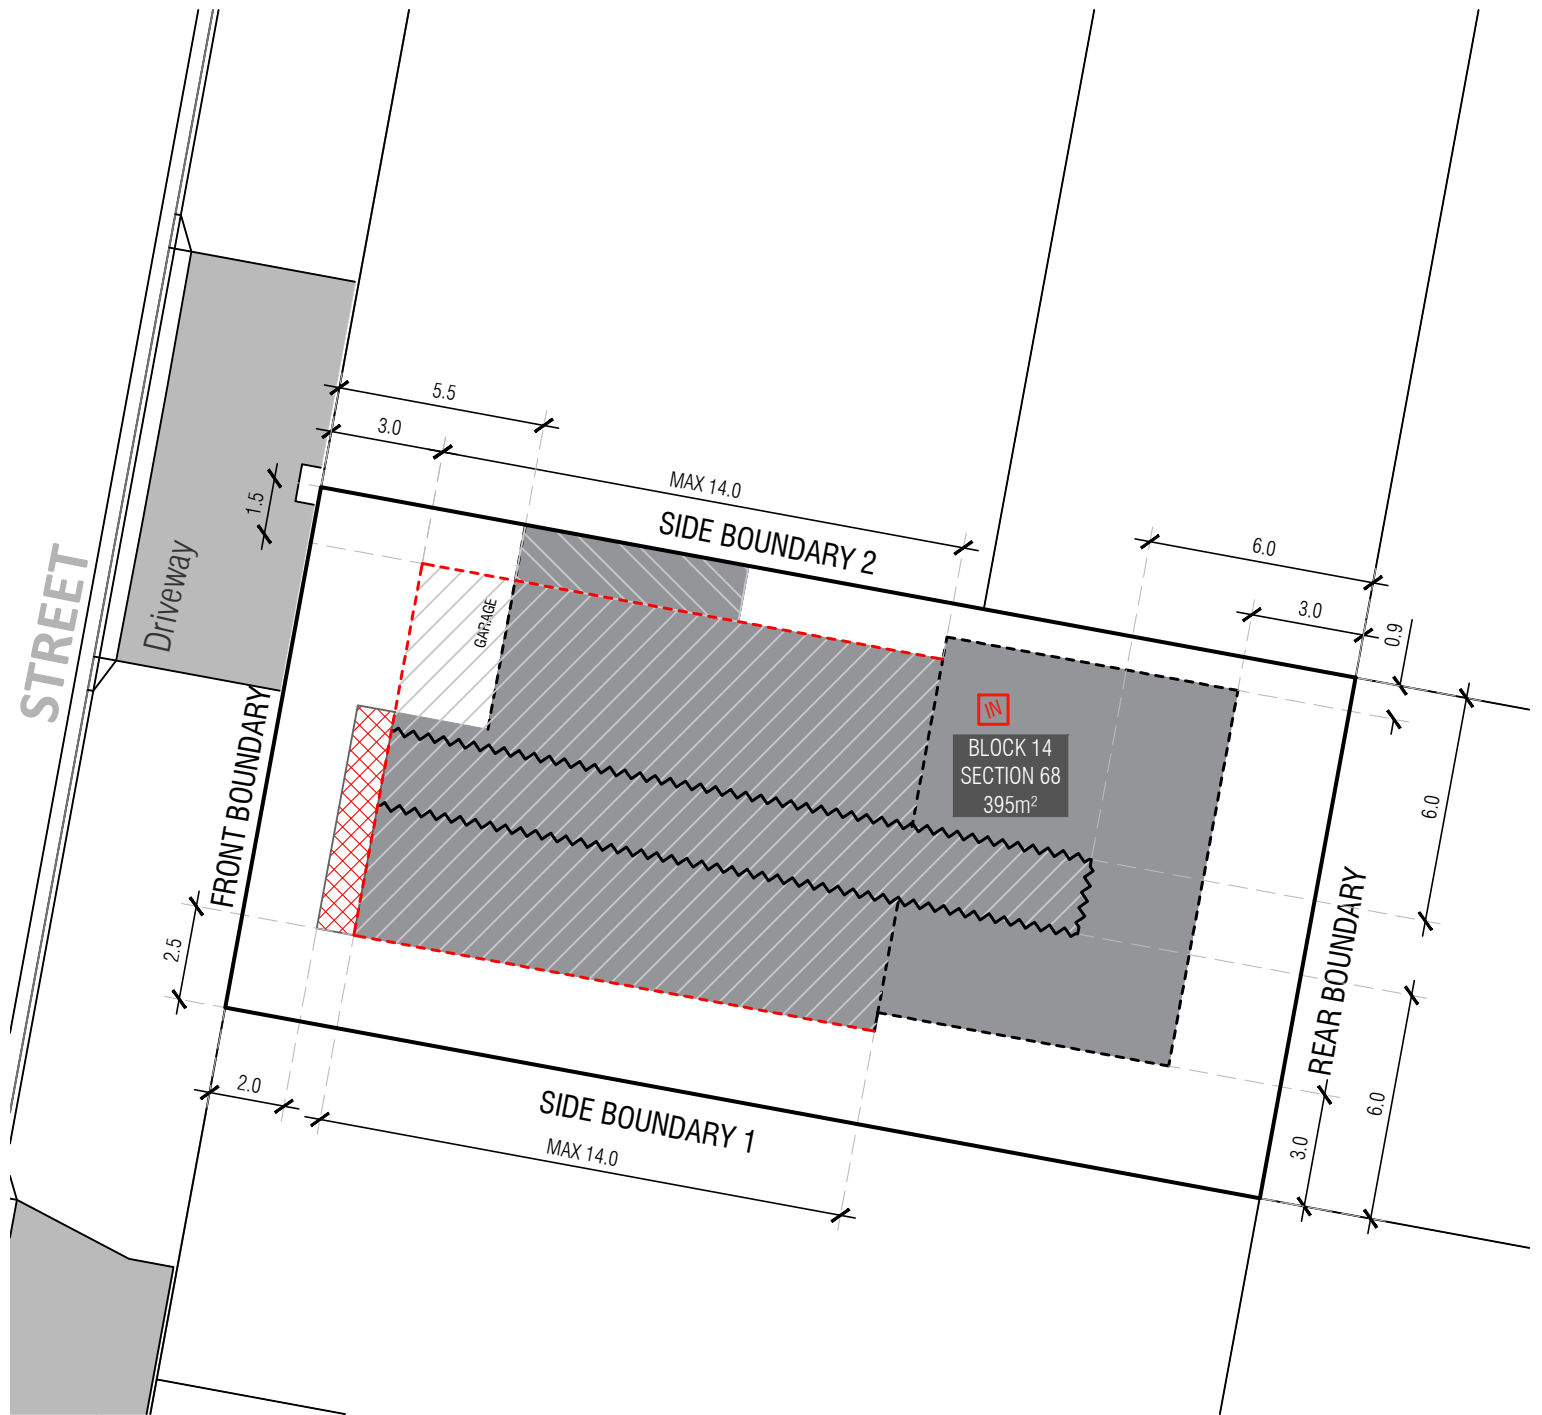 5.5
3.0
MAX 14.0
1.5
SIDE BOUNDARY 2
6.0
3.0
0.9
STREET
Driveway
GARAGE
IN
BLOCK 14
SECTION 68
395m²
6.0
FRONT BOUNDARY
2.5
REAR BOUNDARY
2.0
SIDE BOUNDARY 1
MAX 14.0
3.0
6.0